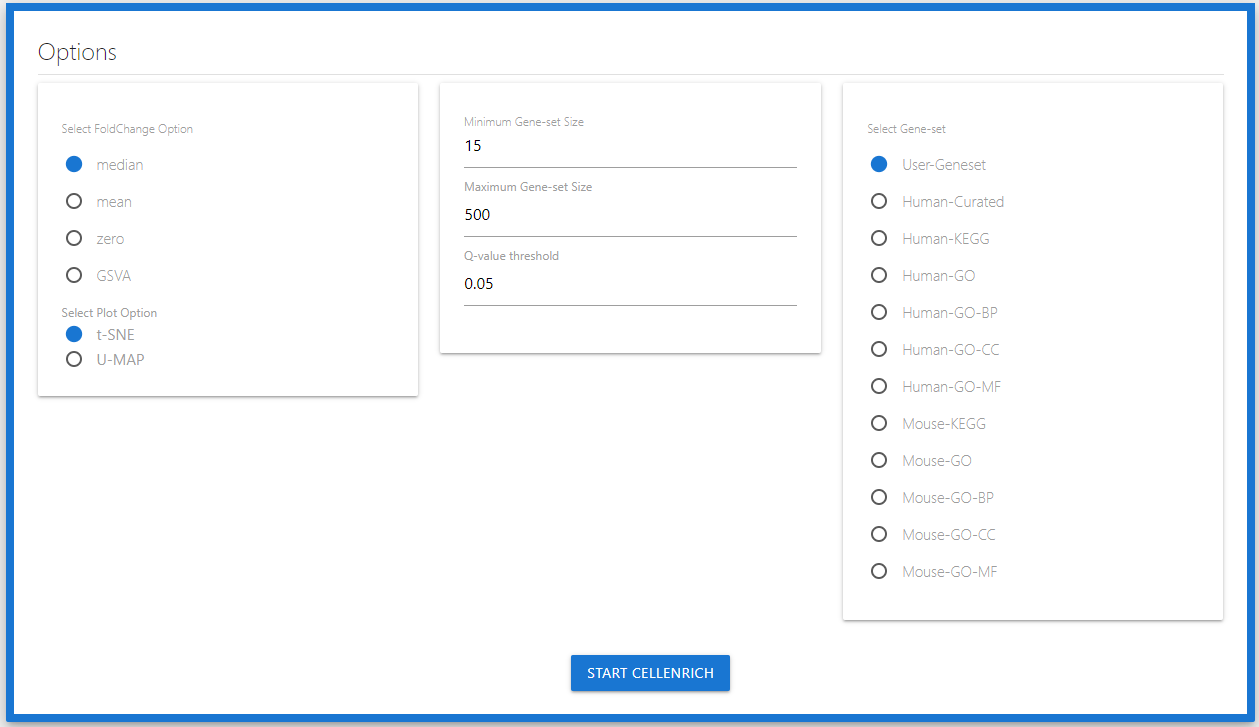 Options
Select FoldChange Option
median
mean
zero
GSVA
Select Plot Option
t-SNE
U-MAP
Minimum Gene-set Size
15
Maximum Gene-set Size
500
Q-value threshold
0.05
Select Gene-set
User-Geneset
Human-Curated
Human-KEGG
Human-GO
Human-GO-BP
Human-GO-CC
Human-GO-MF
Mouse-KEGG
Mouse-GO
Mouse-GO-BP
Mouse-GO-CC
Mouse-GO-MF
START CELLENRICH